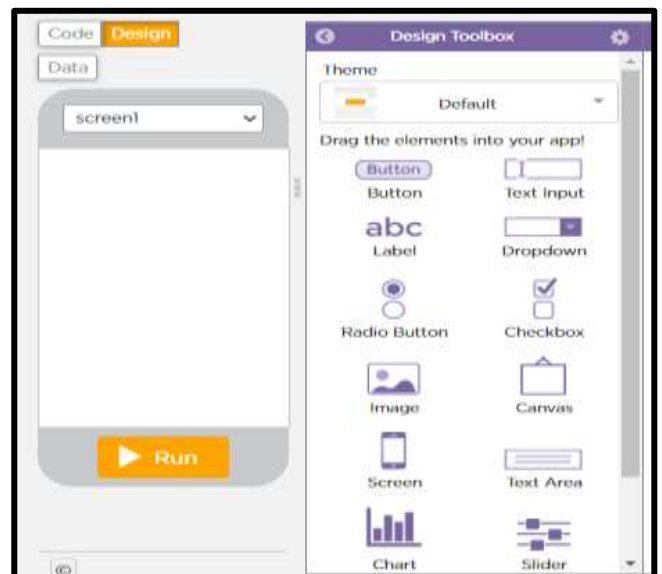 Code Design
Data
screen1
Run
©
Design Toolbox
Theme
Default
Drag the elements into your app!
Button
Button Text Input
abc
Label Dropdown
Radio Button Checkbox
Image Canvas
Screen Text Area
Chart Slider